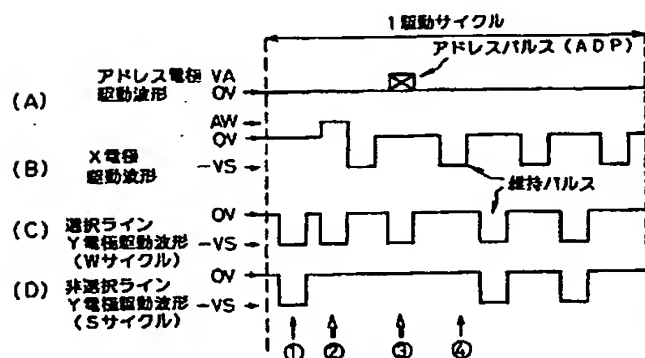 1駆動サイクル
アドレスパルス(ADP)
(A) アドレス電極 VA
駆動波形 0V
AW
0V
(B) X電極
駆動波形 -VS
維持パルス
0V
(C) 選択ライン
Y電極駆動波形 -VS
(Wサイクル)
0V
(D) 非選択ライン
Y電極駆動波形 -VS
(Sサイクル)
① ② ③ ④